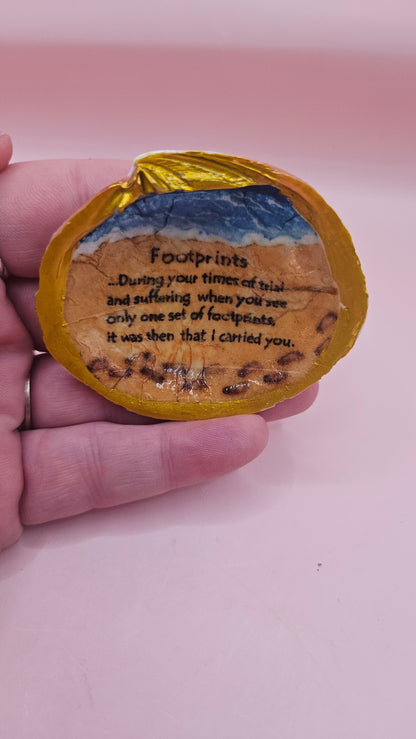 Footprints
...During your times of trial
and suffering when you see
only one set of footprints,
it was then that I carried you.